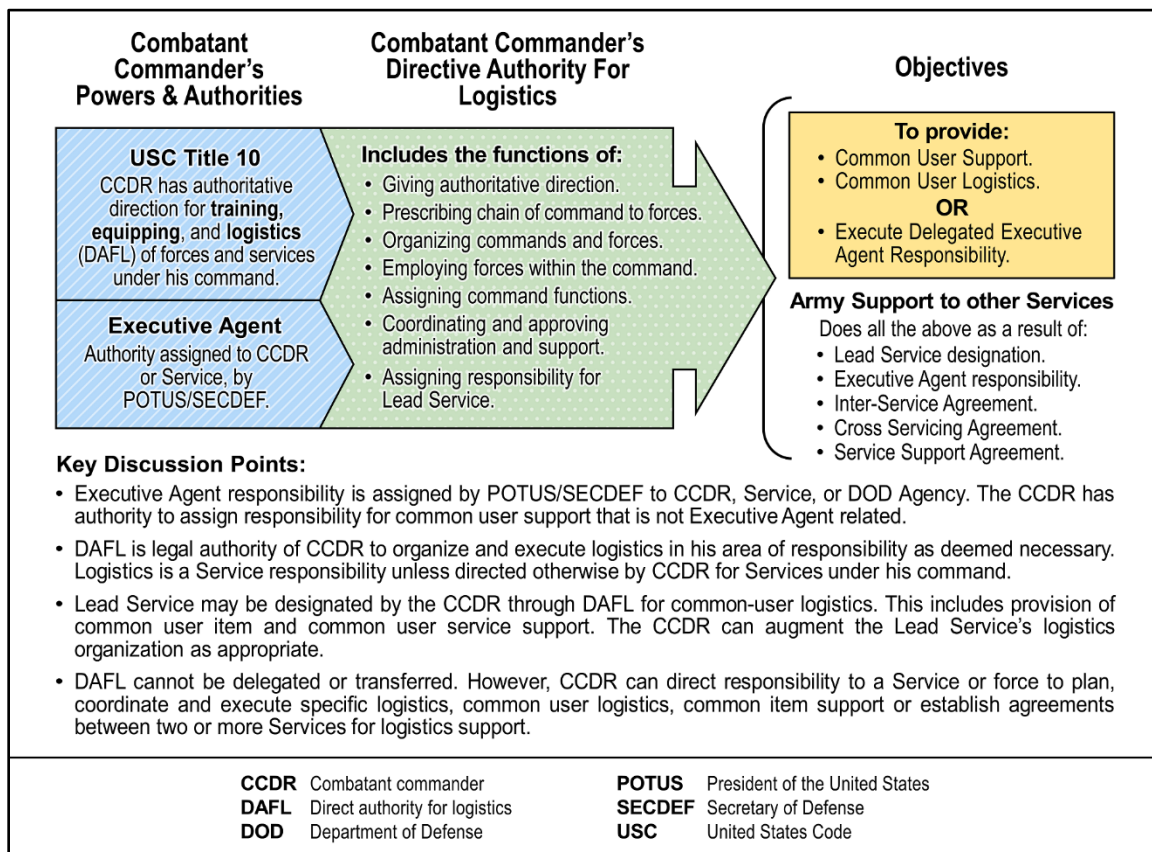 Combatant
Commander's
Powers & Authorities
USC Title 10
CCDR has authoritative
direction for training,
equipping, and logistics
(DAFL) of forces and services
under his command.
Executive Agent
Authority assigned to CCDR
or Service, by
POTUS/SECDEF.
Combatant Commander's
Directive Authority For
Logistics
Includes the functions of:
• Giving authoritative direction.
• Prescribing chain of command to forces.
• Organizing commands and forces.
• Employing forces within the command.
• Assigning command functions.
• Coordinating and approving
administration and support.
• Assigning responsibility for
Lead Service.
Objectives
To provide:
• Common User Support.
• Common User Logistics.
OR
• Execute Delegated Executive
Agent Responsibility.
Army Support to other Services
Does all the above as a result of:
• Lead Service designation.
• Executive Agent responsibility.
• Inter-Service Agreement.
• Cross Servicing Agreement.
• Service Support Agreement.
Key Discussion Points:
• Executive Agent responsibility is assigned by POTUS/SECDEF to CCDR, Service, or DOD Agency. The CCDR has
authority to assign responsibility for common user support that is not Executive Agent related.
• DAFL is legal authority of CCDR to organize and execute logistics in his area of responsibility as deemed necessary.
Logistics is a Service responsibility unless directed otherwise by CCDR for Services under his command.
• Lead Service may be designated by the CCDR through DAFL for common-user logistics. This includes provision of
common user item and common user service support. The CCDR can augment the Lead Service's logistics
organization as appropriate.
• DAFL cannot be delegated or transferred. However, CCDR can direct responsibility to a Service or force to plan,
coordinate and execute specific logistics, common user logistics, common item support or establish agreements
between two or more Services for logistics support.
CCDR Combatant commander
DAFL Direct authority for logistics
DOD Department of Defense
POTUS President of the United States
SECDEF Secretary of Defense
USC United States Code